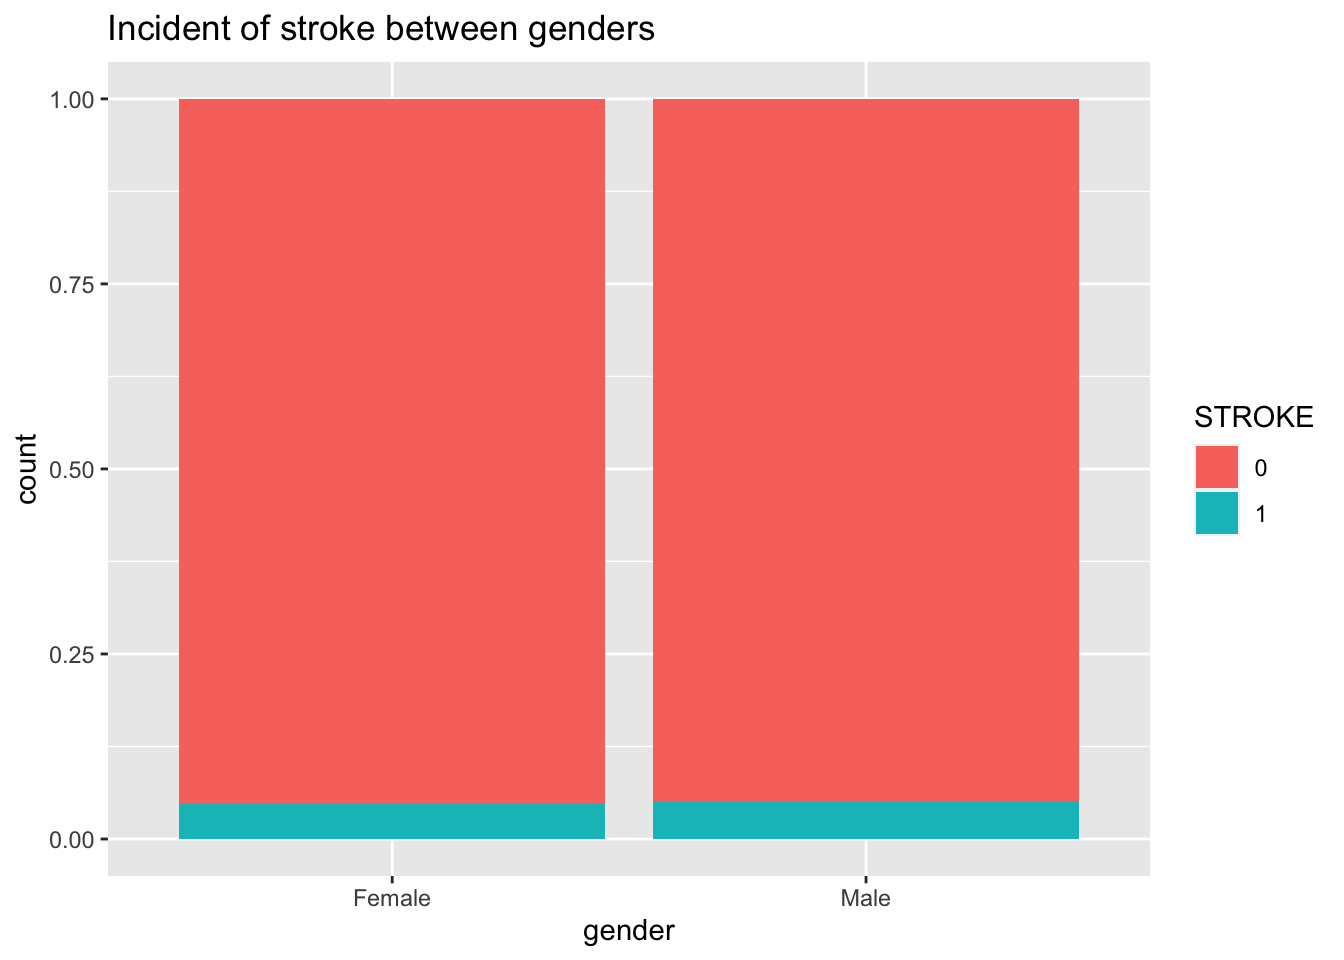 Incident of stroke between genders
1.00
0.75
0.50
0.25
0.00
count
Female
Male
gender
STROKE
0
1